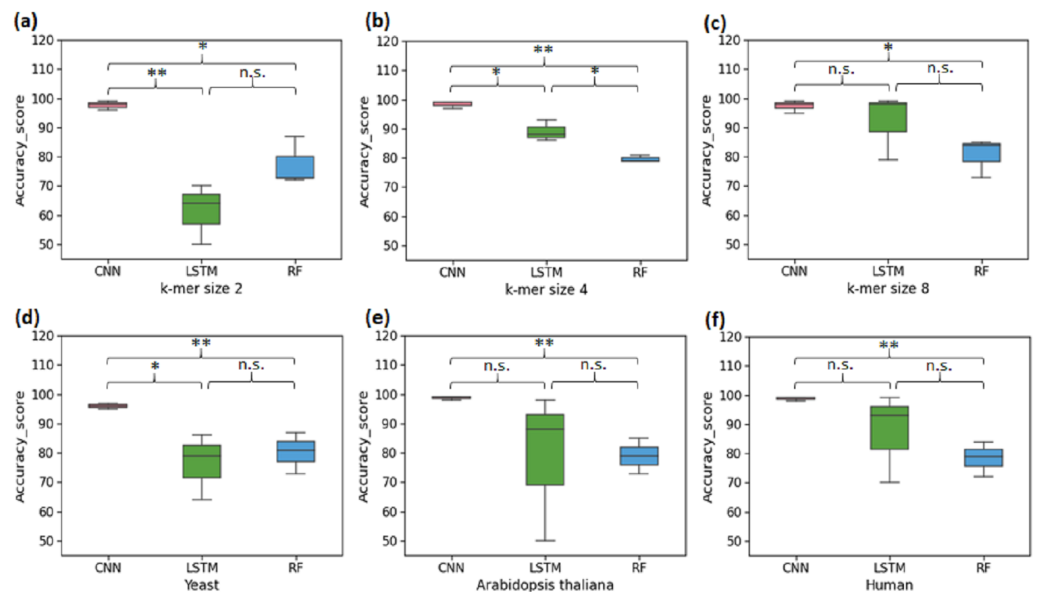 (a)
120
110
100
90
80
70
60
50
Accuracy_score
*
**
n.s.
CNN
LSTM
RF
k-mer size 2
(b)
120
110
100
90
80
70
60
50
Accuracy_score
**
*
*
CNN
LSTM
RF
k-mer size 4
(c)
120
110
100
90
80
70
60
50
Accuracy_score
*
n.s.
n.s.
CNN
LSTM
RF
k-mer size 8
(d)
120
110
100
90
80
70
60
50
Accuracy_score
**
*
n.s.
CNN
LSTM
RF
Yeast
(e)
120
110
100
90
80
70
60
50
Accuracy_score
**
n.s.
n.s.
CNN
LSTM
RF
Arabidopsis thaliana
(f)
120
110
100
90
80
70
60
50
Accuracy_score
**
n.s.
n.s.
CNN
LSTM
RF
Human